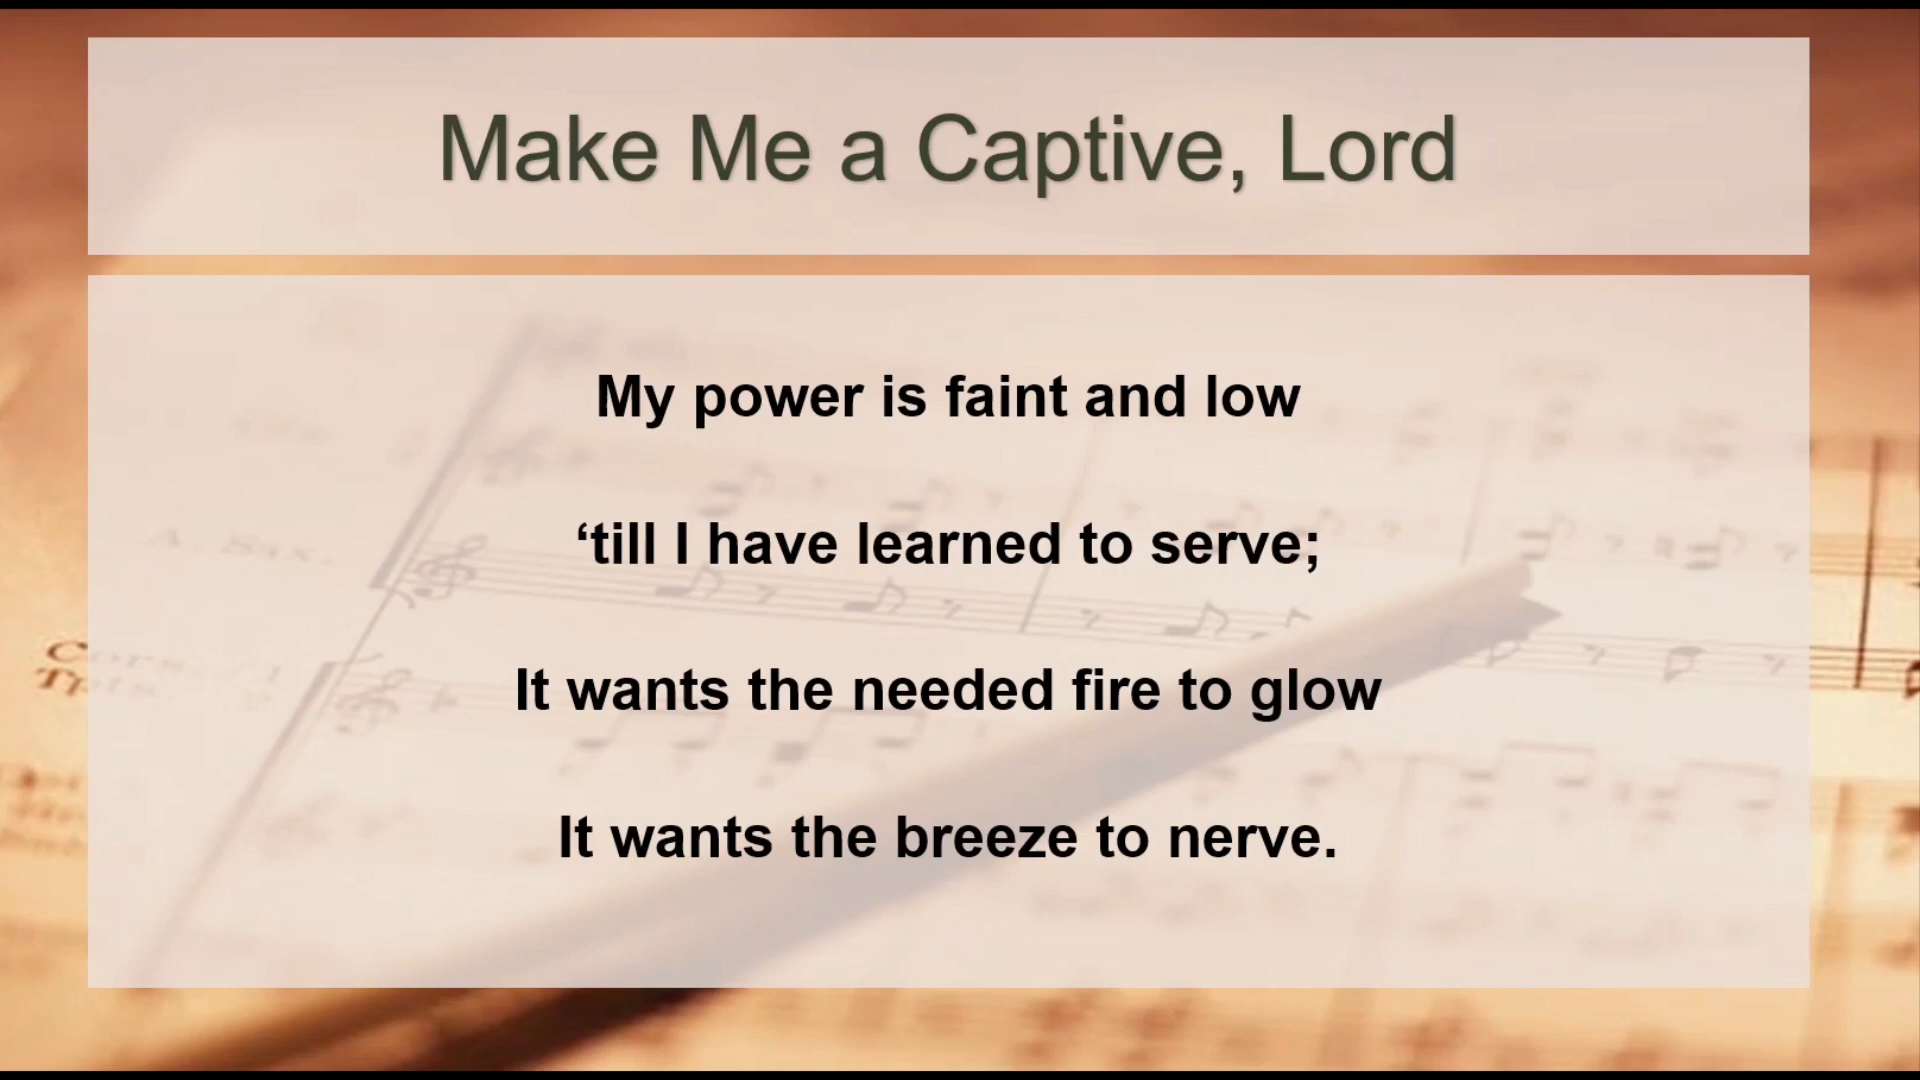 Make Me a Captive, Lord
My power is faint and low
‘till I have learned to serve;
It wants the needed fire to glow
It wants the breeze to nerve.
A. Sax.